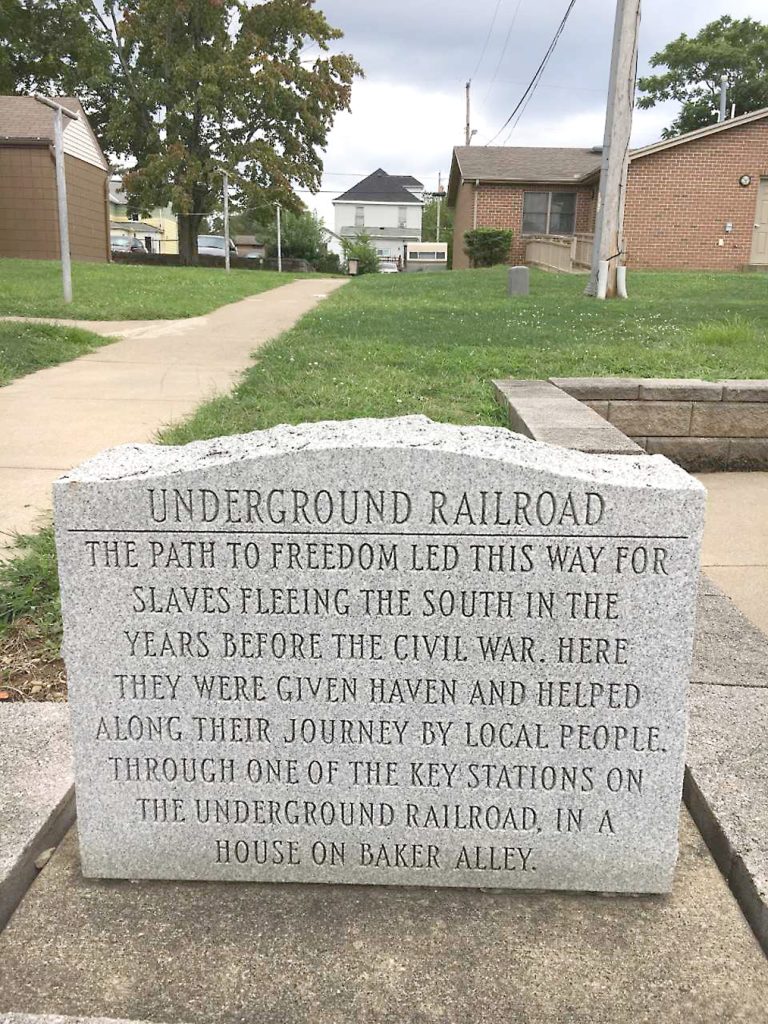 UNDERGROUND RAILROAD
THE PATH TO FREEDOM LED THIS WAY FOR
SLAVES FLEEING THE SOUTH IN THE
YEARS BEFORE THE CIVIL WAR. HERE
THEY WERE GIVEN HAVEN AND HELPED
ALONG THEIR JOURNEY BY LOCAL PEOPLE.
THROUGH ONE OF THE KEY STATIONS ON
THE UNDERGROUND RAILROAD, IN A
HOUSE ON BAKER ALLEY.